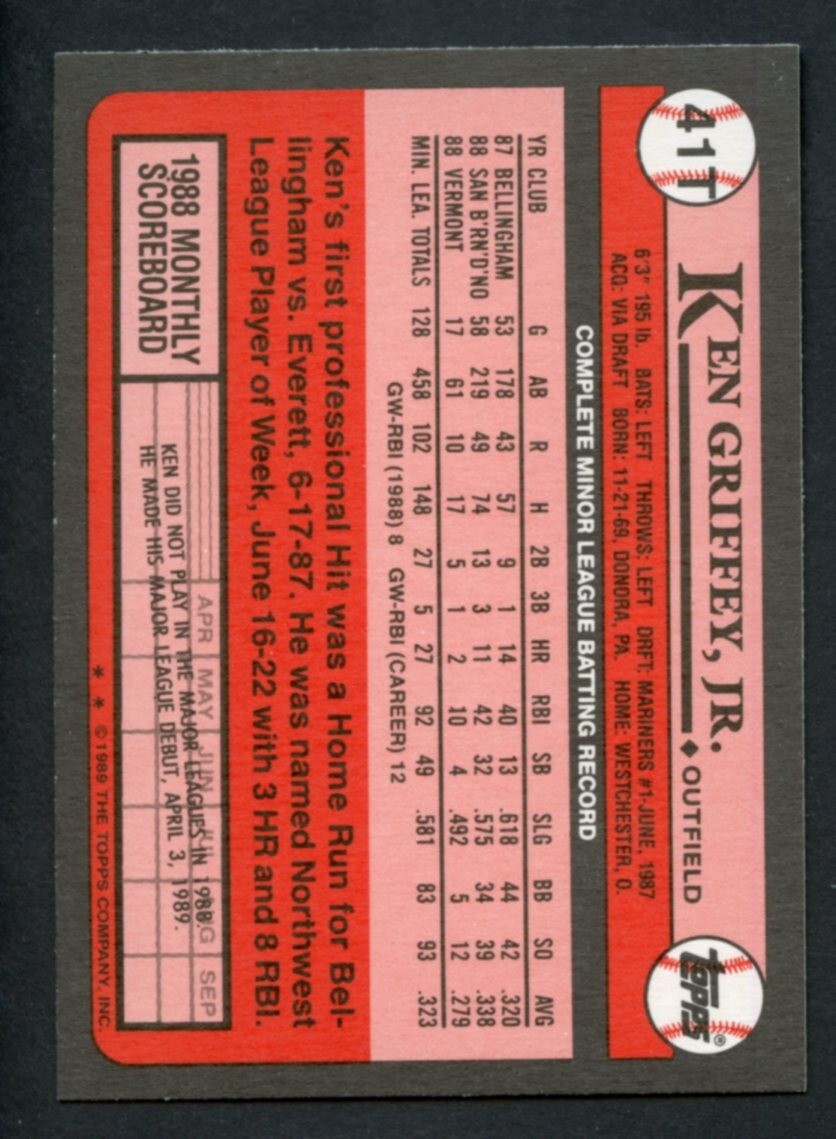 41T
KEN GRIFFEY, JR. ♦ OUTFIELD
topps®
6'3" 195 lb. BATS: LEFT THROWS: LEFT DRFT: MARINERS #1-JUNE, 1987
ACQ: VIA DRAFT BORN: 11-21-69, DONORA, PA. HOME: WESTCHESTER, O.
COMPLETE MINOR LEAGUE BATTING RECORD
YR CLUB G AB R H 2B 3B HR RBI SB SLG BB SO AVG
87 BELLINGHAM 53 178 43 57 9 1 14 40 13 .618 44 42 .320
88 SAN B'RN'D'NO 58 219 49 74 13 3 11 42 32 .575 34 39 .338
88 VERMONT 17 61 10 17 5 1 2 10 4 .492 5 12 .279
MIN. LEA. TOTALS 128 458 102 148 27 5 27 92 49 .581 83 93 .323
GW-RBI (1988) 8 GW-RBI (CAREER) 12
Ken's first professional Hit was a Home Run for Bel-
lingham vs. Everett, 6-17-87. He was named Northwest
League Player of Week, June 16-22 with 3 HR and 8 RBI.
1988 MONTHLY
SCOREBOARD
APR MAY JUN JUL AUG SEP
KEN DID NOT PLAY IN THE MAJOR LEAGUES IN 1988.
HE MADE HIS MAJOR LEAGUE DEBUT, APRIL 3, 1989.
* * ©1989 THE TOPPS COMPANY, INC.